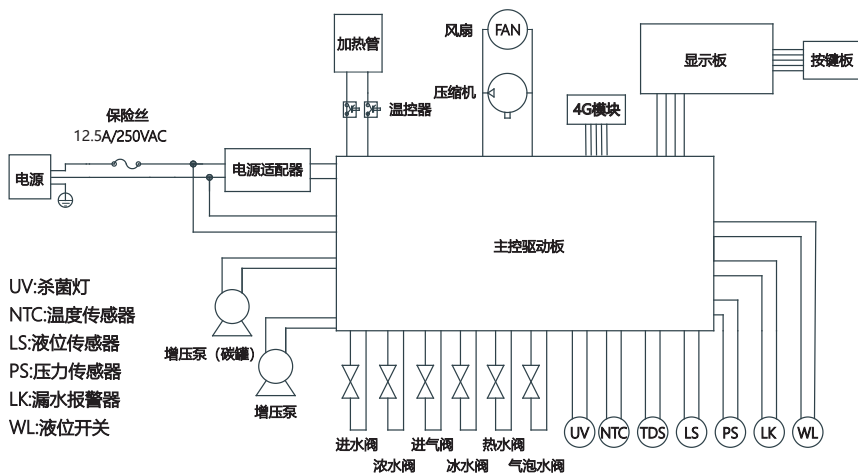 加热管
风扇
FAN
显示板
按键板
压缩机
温控器
4G模块
保险丝
12.5A/250VAC
电源
电源适配器
主控驱动板
UV:杀菌灯
NTC:温度传感器
LS:液位传感器
PS:压力传感器
LK:漏水报警器
WL:液位开关
增压泵（碳罐）
增压泵
进水阀
浓水阀
进气阀
冰水阀
热水阀
气泡水阀
UV
NTC
TDS
LS
PS
LK
WL